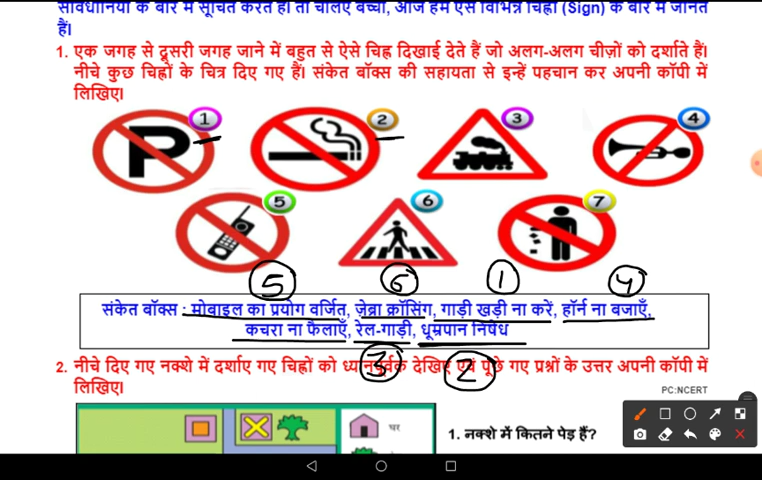 सावधानियों के बारे में सूचित करते हैं। तो चलिए बच्चों, आज हम ऐसे विभिन्न चिह्नों (Sign) के बारे में जानते
हैं।
1. एक जगह से दूसरी जगह जाने में बहुत से ऐसे चिह्न दिखाई देते हैं जो अलग-अलग चीज़ों को दर्शाते हैं।
नीचे कुछ चिह्नों के चित्र दिए गए हैं। संकेत बॉक्स की सहायता से इन्हें पहचान कर अपनी कॉपी में
लिखिए।
1 2 3 4
P
5 6 7
5 6 1 4
संकेत बॉक्स : मोबाइल का प्रयोग वर्जित, ज़ेब्रा क्रॉसिंग, गाड़ी खड़ी ना करें, हॉर्न ना बजाएँ,
कचरा ना फैलाएँ, रेल-गाड़ी, धूम्रपान निषेध
3 2
2. नीचे दिए गए नक्शे में दर्शाए गए चिह्नों को ध्यानपूर्वक देखिए एवं पूछे गए प्रश्नों के उत्तर अपनी कॉपी में
लिखिए।
PC:NCERT
घर
1. नक्शे में कितने पेड़ हैं?